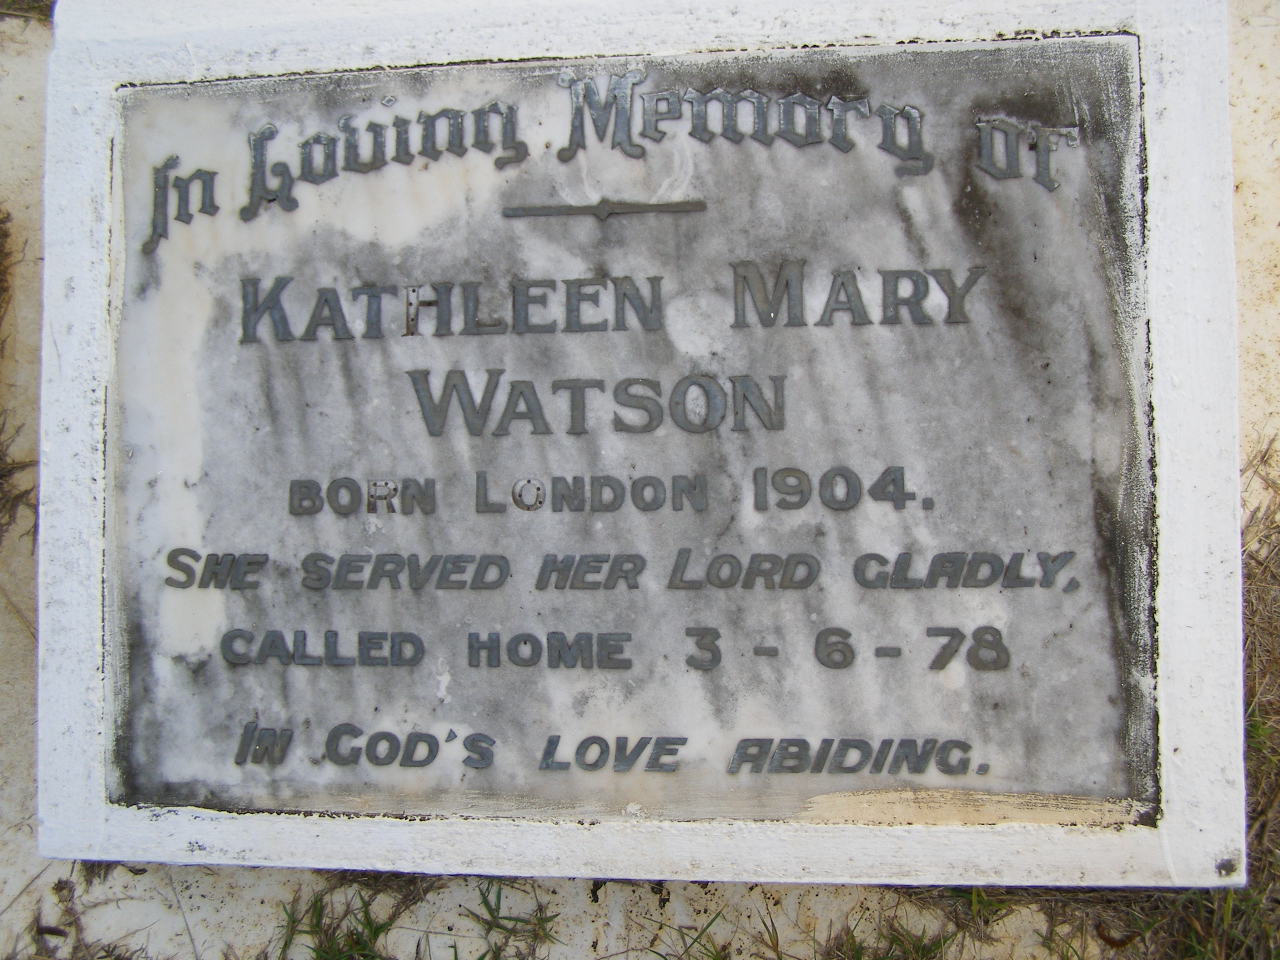 In Loving Memory of
KATHLEEN MARY
WATSON
BORN LONDON 1904.
SHE SERVED HER LORD GLADLY,
CALLED HOME 3-6-78
IN GOD'S LOVE ABIDING.